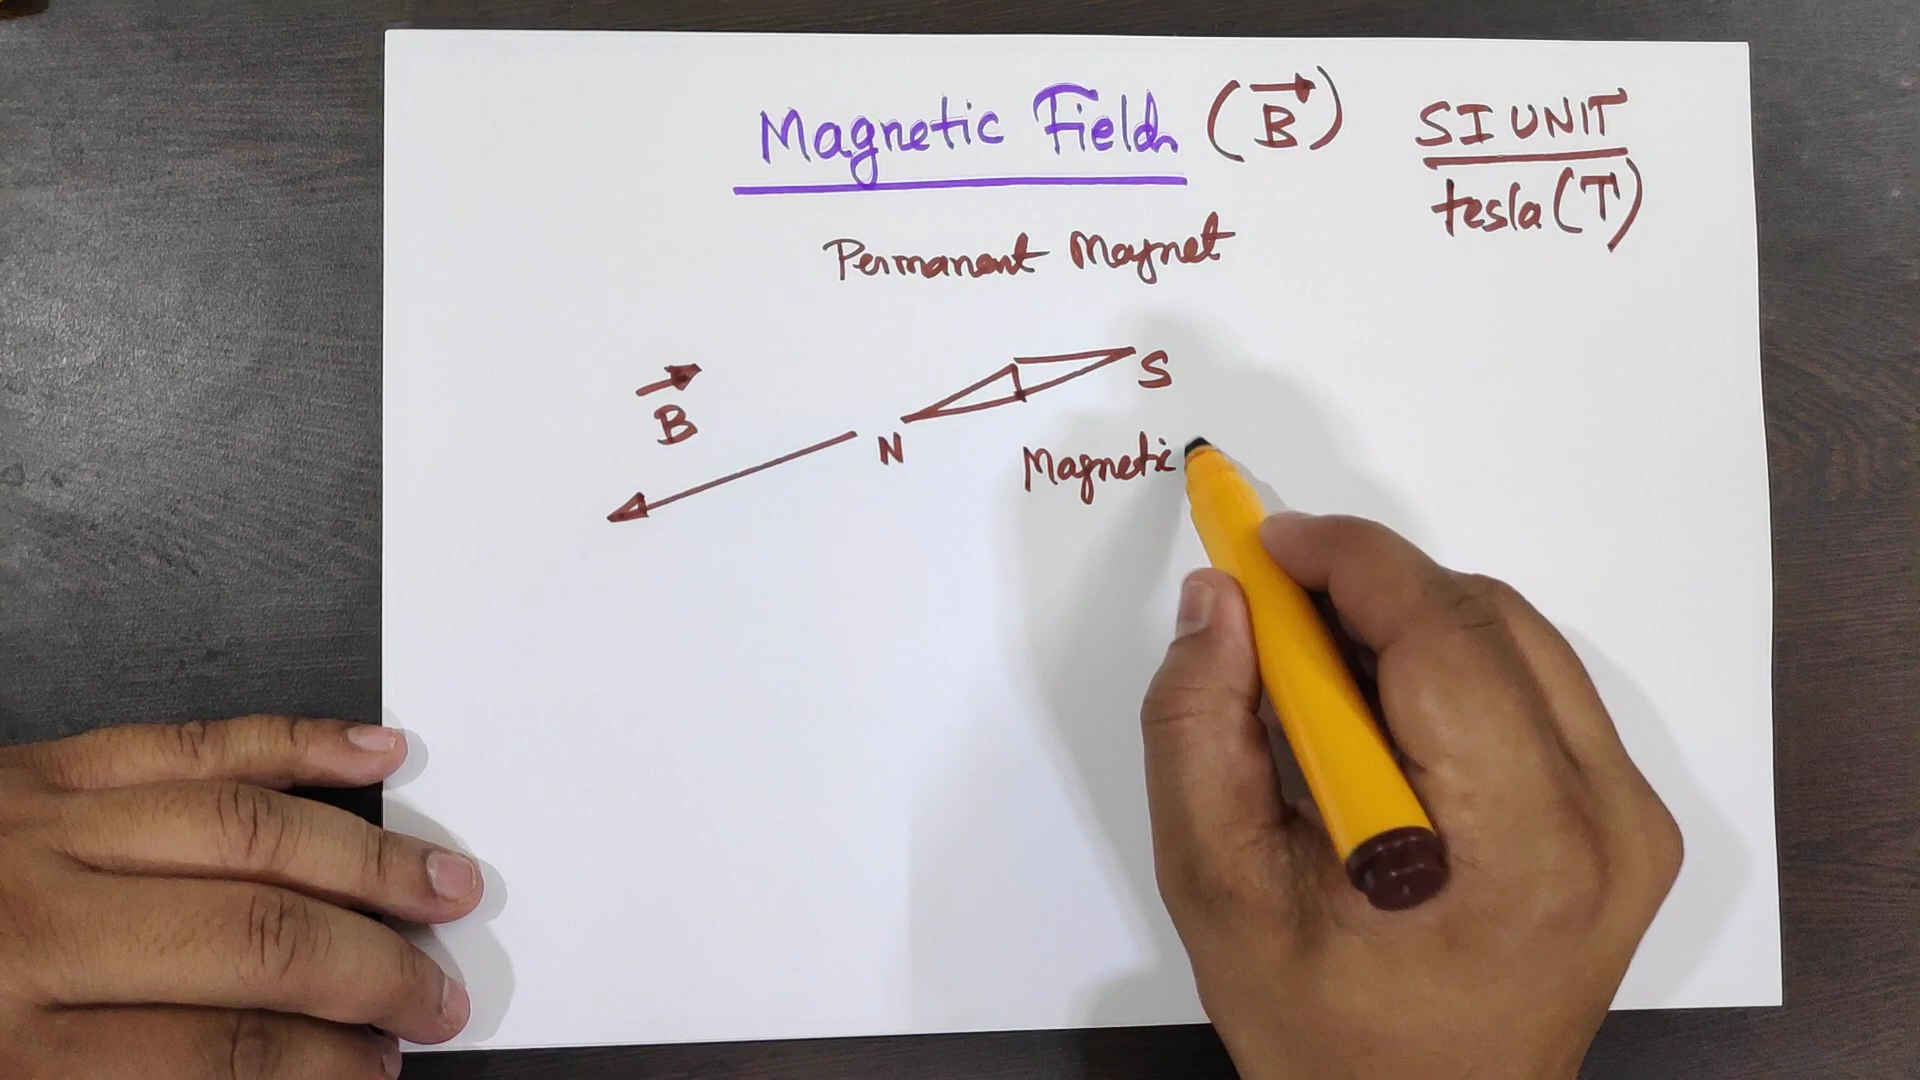 Magnetic Field (B)
SI UNIT
tesla (T)
Permanent Magnet
B
N
S
Magnetic